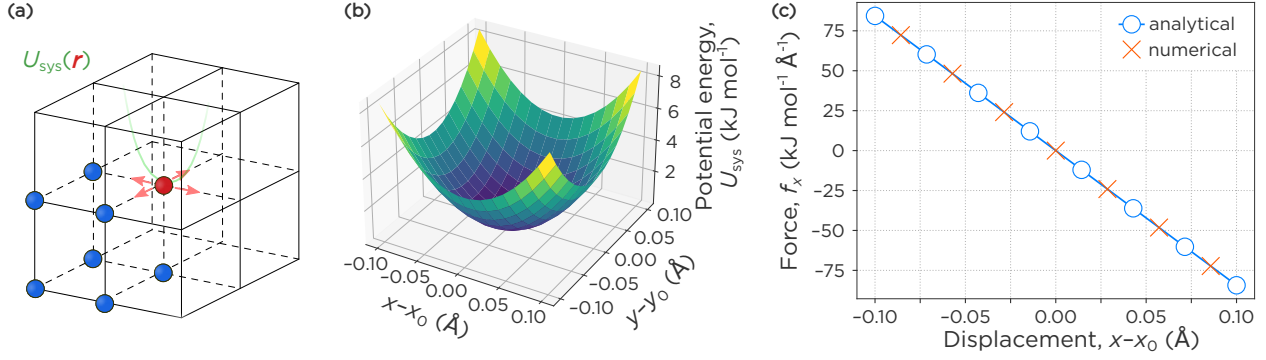 (a)
U_sys(r)
(b)
8
6
4
2
Potential energy,
U_sys (kJ mol⁻¹)
0.10
0.05
0.00
−0.05
−0.10
y–y₀ (Å)
−0.10
−0.05
0.00
0.05
0.10
x–x₀ (Å)
(c)
analytical
numerical
75
50
25
0
−25
−50
−75
Force, f_x (kJ mol⁻¹ Å⁻¹)
−0.10
−0.05
0.00
0.05
0.10
Displacement, x–x₀ (Å)